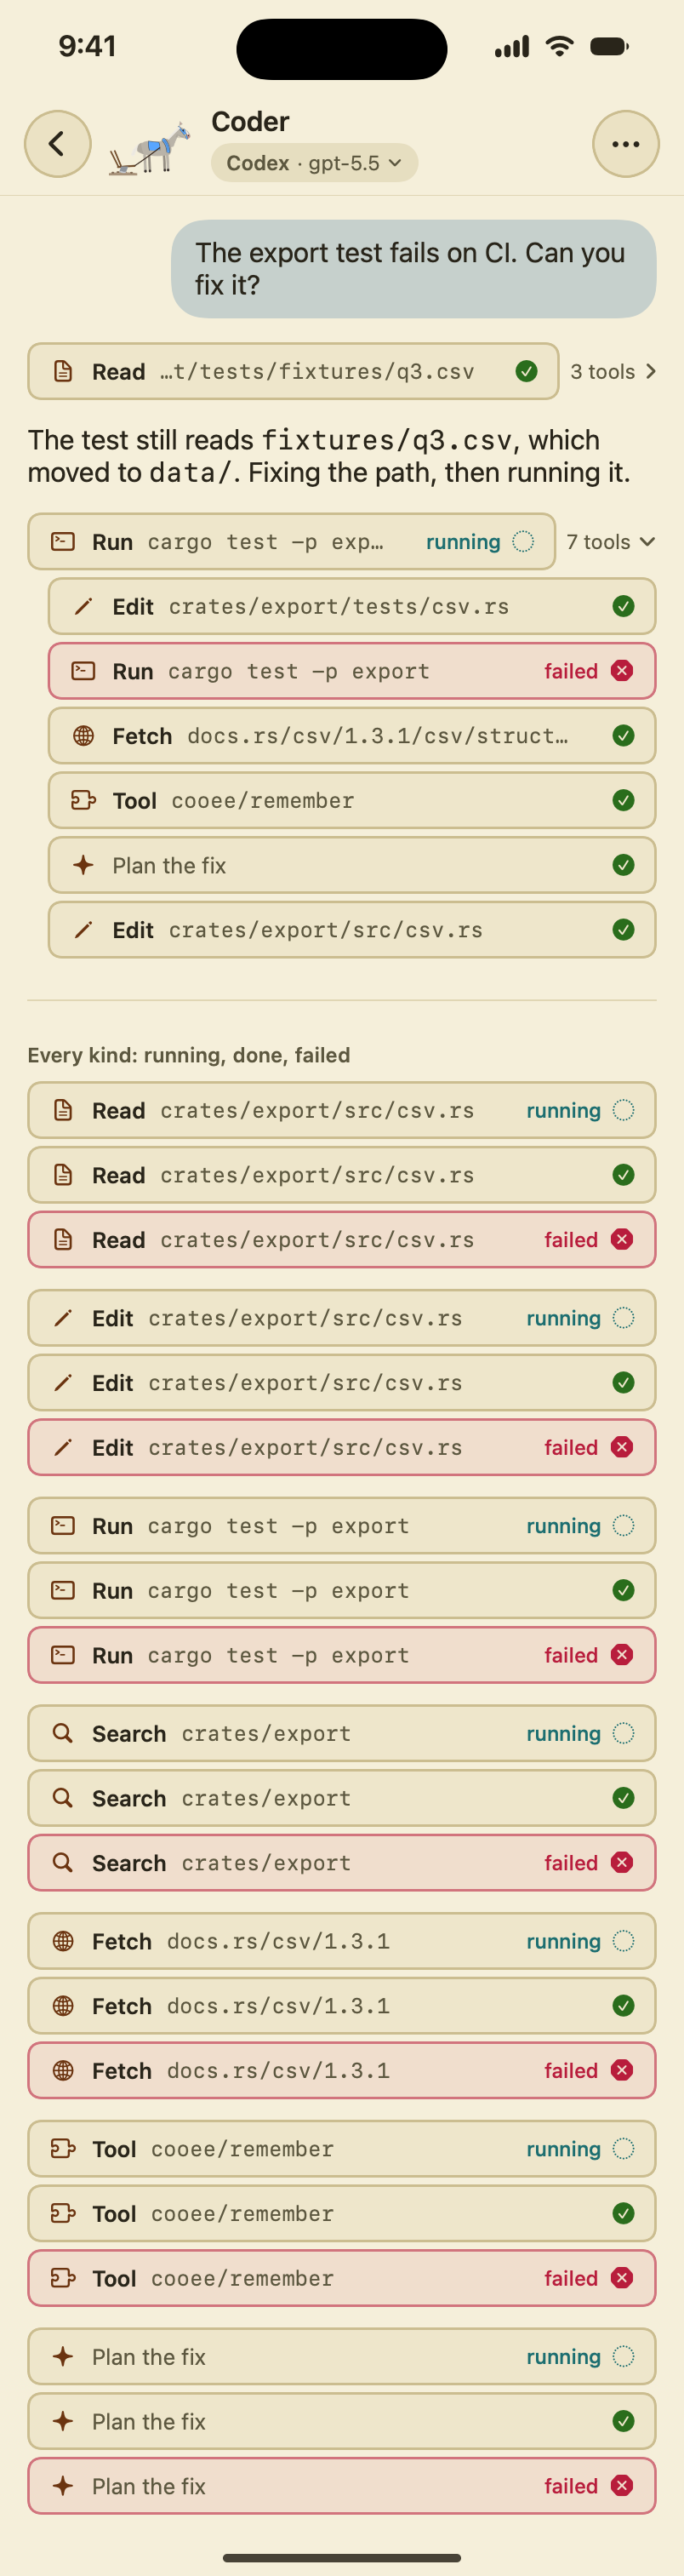 9:41
Coder
Codex · gpt-5.5
The export test fails on CI. Can you
fix it?
Read …t/tests/fixtures/q3.csv 3 tools
The test still reads fixtures/q3.csv, which
moved to data/. Fixing the path, then running it.
Run cargo test -p exp… running 7 tools
Edit crates/export/tests/csv.rs
Run cargo test -p export failed
Fetch docs.rs/csv/1.3.1/csv/struct…
Tool cooee/remember
Plan the fix
Edit crates/export/src/csv.rs
Every kind: running, done, failed
Read crates/export/src/csv.rs running
Read crates/export/src/csv.rs
Read crates/export/src/csv.rs failed
Edit crates/export/src/csv.rs running
Edit crates/export/src/csv.rs
Edit crates/export/src/csv.rs failed
Run cargo test -p export running
Run cargo test -p export
Run cargo test -p export failed
Search crates/export running
Search crates/export
Search crates/export failed
Fetch docs.rs/csv/1.3.1 running
Fetch docs.rs/csv/1.3.1
Fetch docs.rs/csv/1.3.1 failed
Tool cooee/remember running
Tool cooee/remember
Tool cooee/remember failed
Plan the fix running
Plan the fix
Plan the fix failed